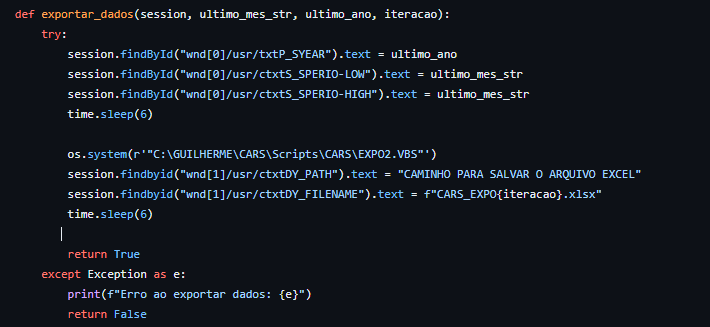 def exportar_dados(session, ultimo_mes_str, ultimo_ano, iteracao):
    try:
        session.findById("wnd[0]/usr/txtP_SYEAR").text = ultimo_ano
        session.findById("wnd[0]/usr/ctxtS_SPERIO-LOW").text = ultimo_mes_str
        session.findById("wnd[0]/usr/ctxtS_SPERIO-HIGH").text = ultimo_mes_str
        time.sleep(6)

        os.system(r'"C:\GUILHERME\CARS\Scripts\CARS\EXPO2.VBS"')
        session.findbyid("wnd[1]/usr/ctxtDY_PATH").text = "CAMINHO PARA SALVAR O ARQUIVO EXCEL"
        session.findbyid("wnd[1]/usr/ctxtDY_FILENAME").text = f"CARS_EXPO{iteracao}.xlsx"
        time.sleep(6)

        return True
    except Exception as e:
        print(f"Erro ao exportar dados: {e}")
        return False